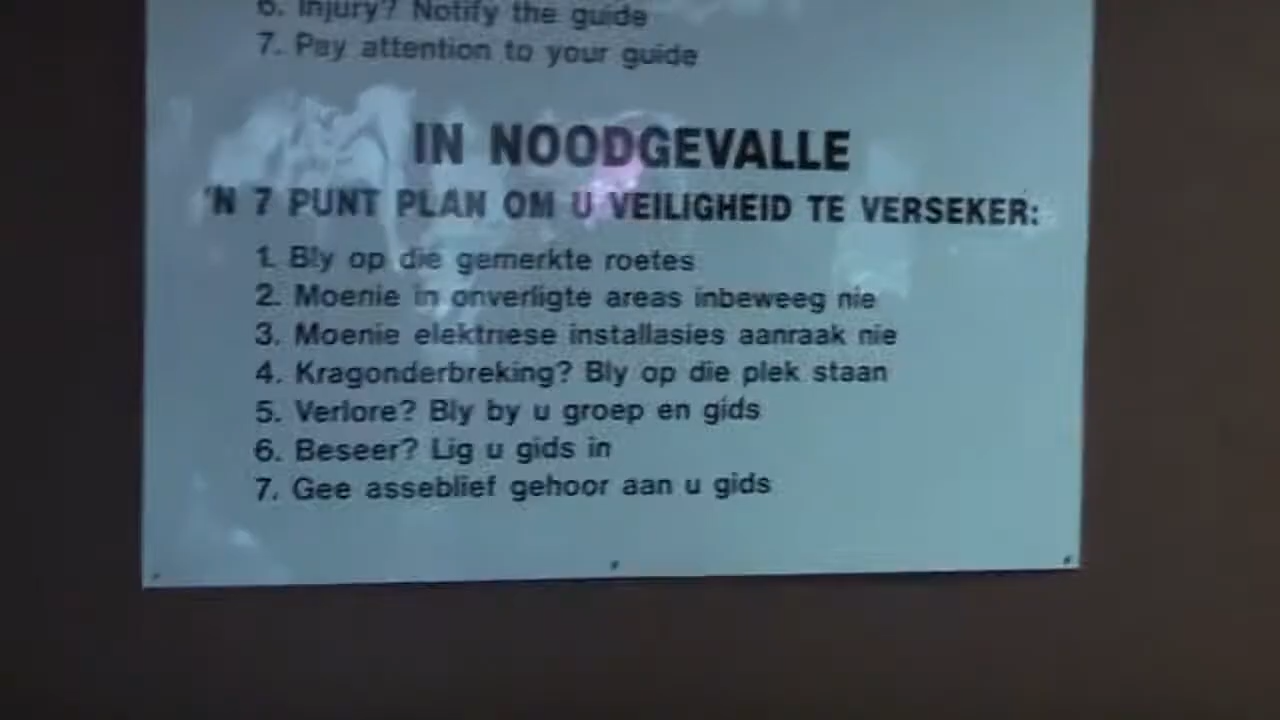 6. Injury? Notify the guide
7. Pay attention to your guide
IN NOODGEVALLE
'N 7 PUNT PLAN OM U VEILIGHEID TE VERSEKER:
1. Bly op die gemerkte roetes
2. Moenie in onverligte areas inbeweeg nie
3. Moenie elektriese installasies aanraak nie
4. Kragonderbreking? Bly op die plek staan
5. Verlore? Bly by u groep en gids
6. Beseer? Lig u gids in
7. Gee asseblief gehoor aan u gids